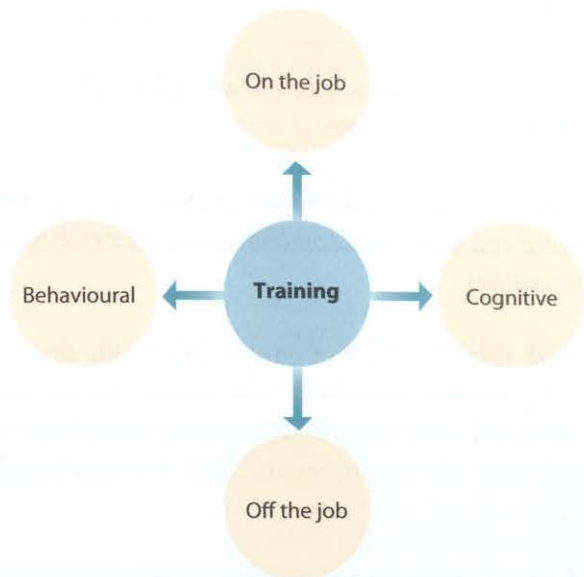 On the job
Behavioural
Training
Cognitive
Off the job